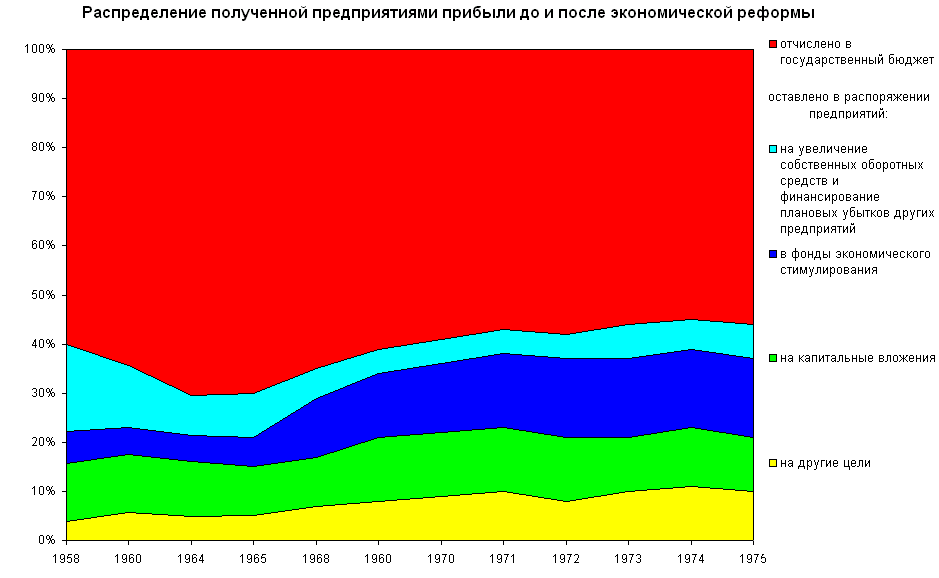 Распределение полученной предприятиями прибыли до и после экономической реформы
100%
90%
80%
70%
60%
50%
40%
30%
20%
10%
0%
1958 1960 1964 1965 1968 1960 1970 1971 1972 1973 1974 1975
отчислено в
государственный бюджет
оставлено в распоряжении
предприятий:
на увеличение
собственных оборотных
средств и
финансирование
плановых убытков других
предприятий
в фонды экономического
стимулирования
на капитальные вложения
на другие цели